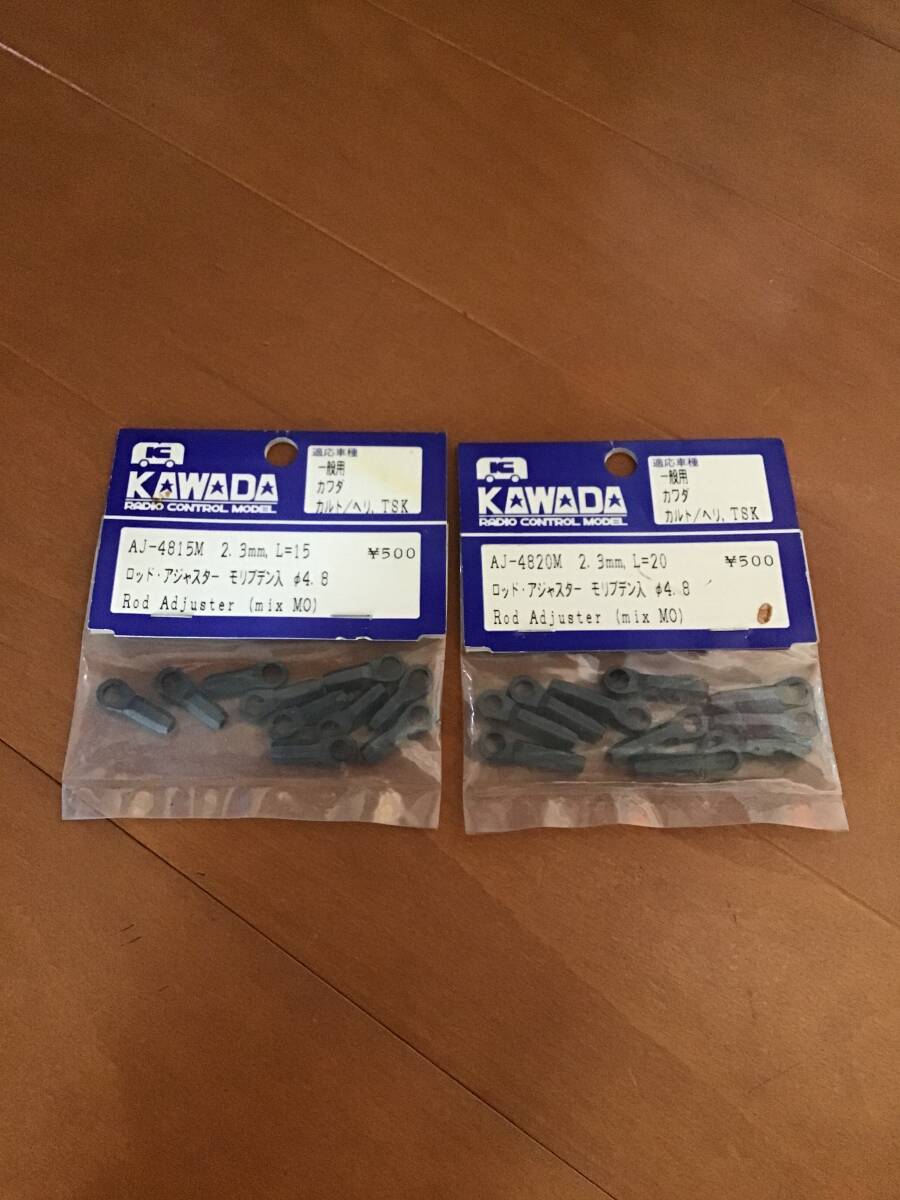 KAWADA
RADIO CONTROL MODEL
適応車種
一般用
カワダ
カルト/ヘリ, TSK
AJ-4815M 2.3mm, L=15 ¥500
ロッド・アジャスター モリブデン入 φ4.8
Rod Adjuster (mix MO)
KAWADA
RADIO CONTROL MODEL
適応車種
一般用
カワダ
カルト/ヘリ, TSK
AJ-4820M 2.3mm, L=20 ¥500
ロッド・アジャスター モリブデン入 φ4.8
Rod Adjuster (mix MO)